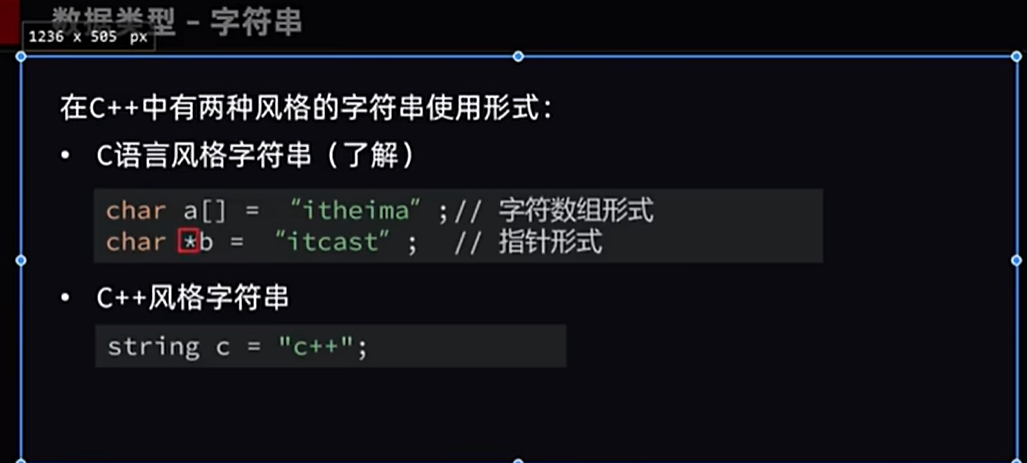 数据类型 – 字符串
1236 x 505 px
在C++中有两种风格的字符串使用形式：
• C语言风格字符串（了解）
char a[] = “itheima” ;// 字符数组形式
char *b = “itcast” ; // 指针形式
• C++风格字符串
string c = "c++";